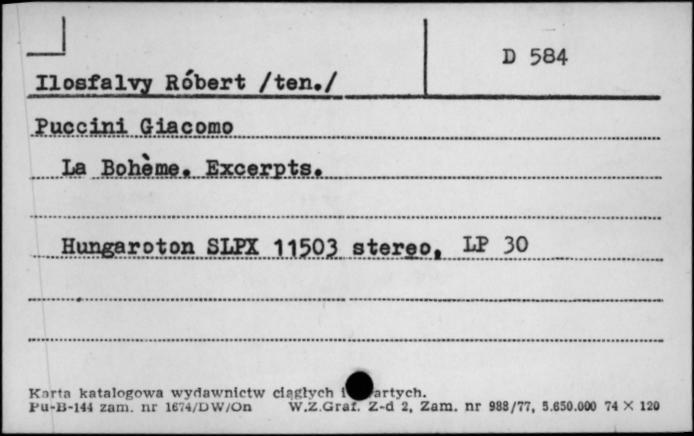 D 584
Ilosfalvy Róbert /ten./
Puccini Giacomo
La Bohème. Excerpts.
Hungaroton SLPX 11503 stereo, LP 30
Karta katalogowa wydawnictw ciągłych i artych.
Pu-B-144 zam. nr 1674/DW/On W.Z.Graf. Z-d 2, Zam. nr 988/77, 5.650.000 74 × 120